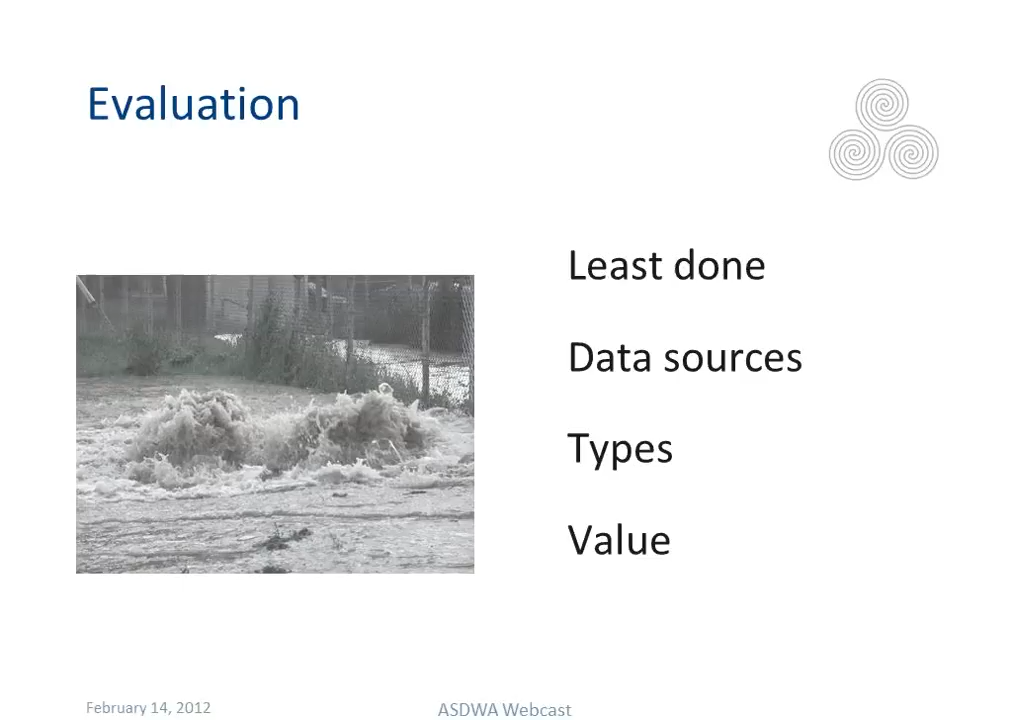 Evaluation
Least done
Data sources
Types
Value
February 14, 2012
ASDWA Webcast